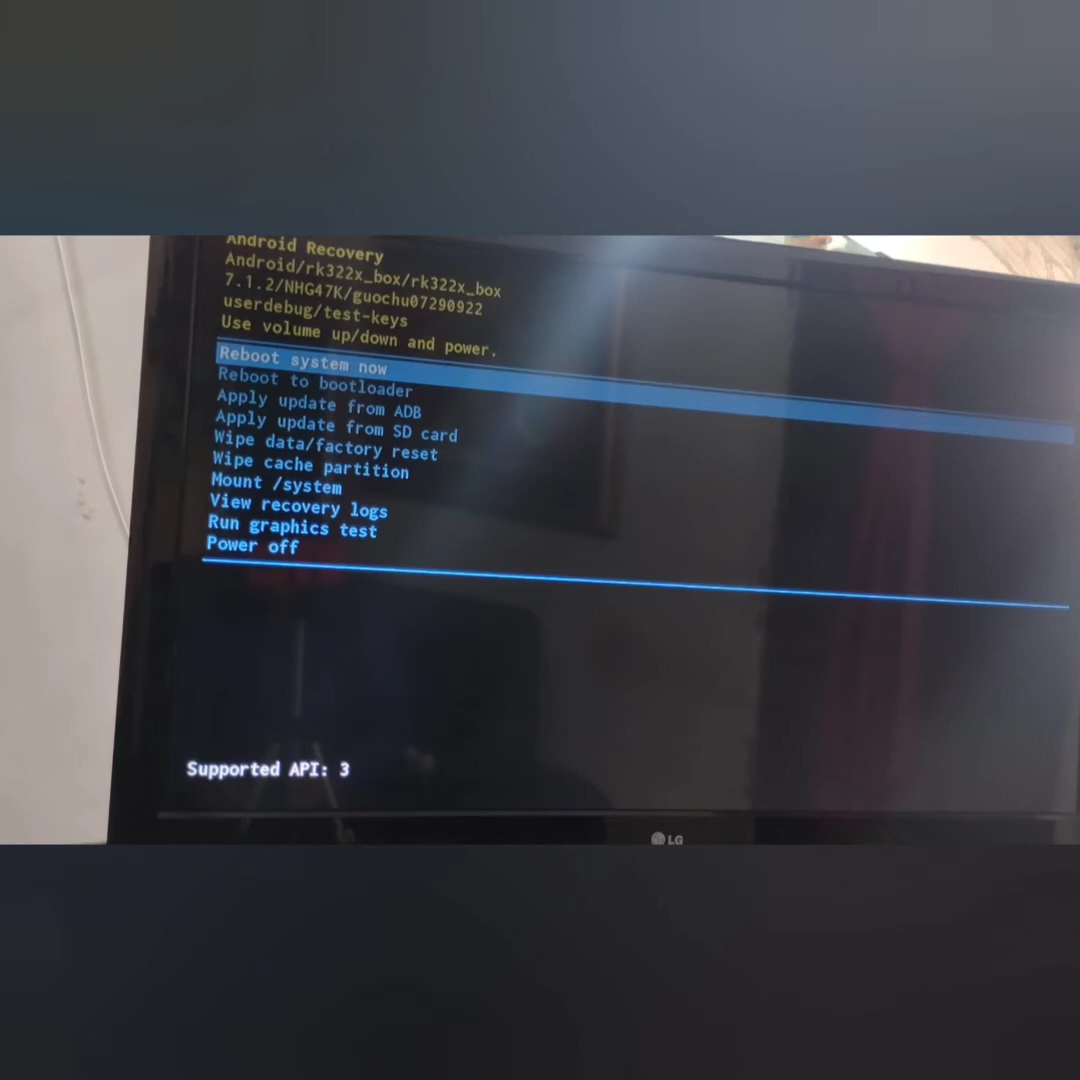 Android Recovery
Android/rk322x_box/rk322x_box
7.1.2/NHG47K/guochu07290922
userdebug/test-keys
Use volume up/down and power.
Reboot system now
Reboot to bootloader
Apply update from ADB
Apply update from SD card
Wipe data/factory reset
Wipe cache partition
Mount /system
View recovery logs
Run graphics test
Power off
Supported API: 3
LG